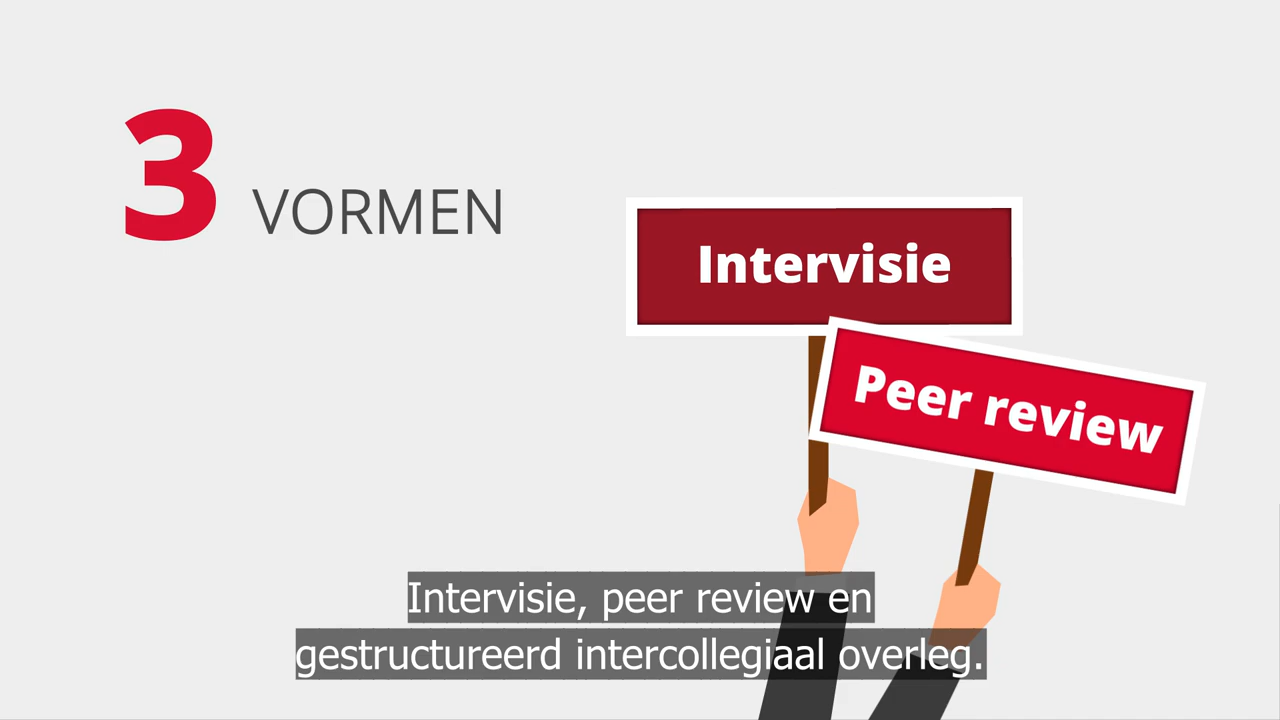 3 VORMEN
Intervisie
Peer review
Intervisie, peer review en
gestructureerd intercollegiaal overleg.